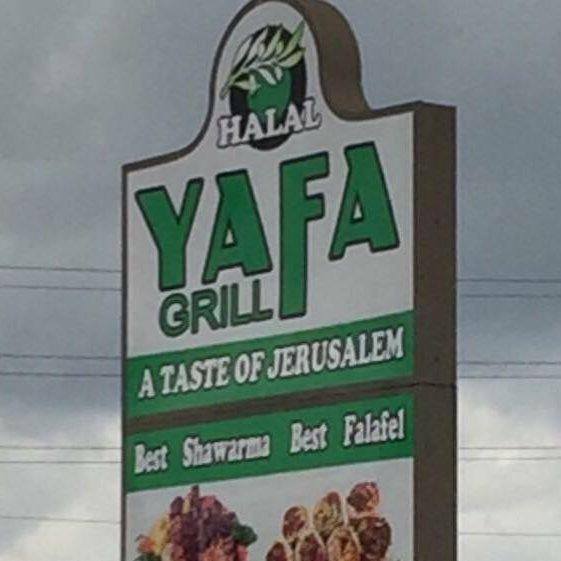 HALAL
YAFA
GRILL
A TASTE OF JERUSALEM
Best Shawarma Best Falafel